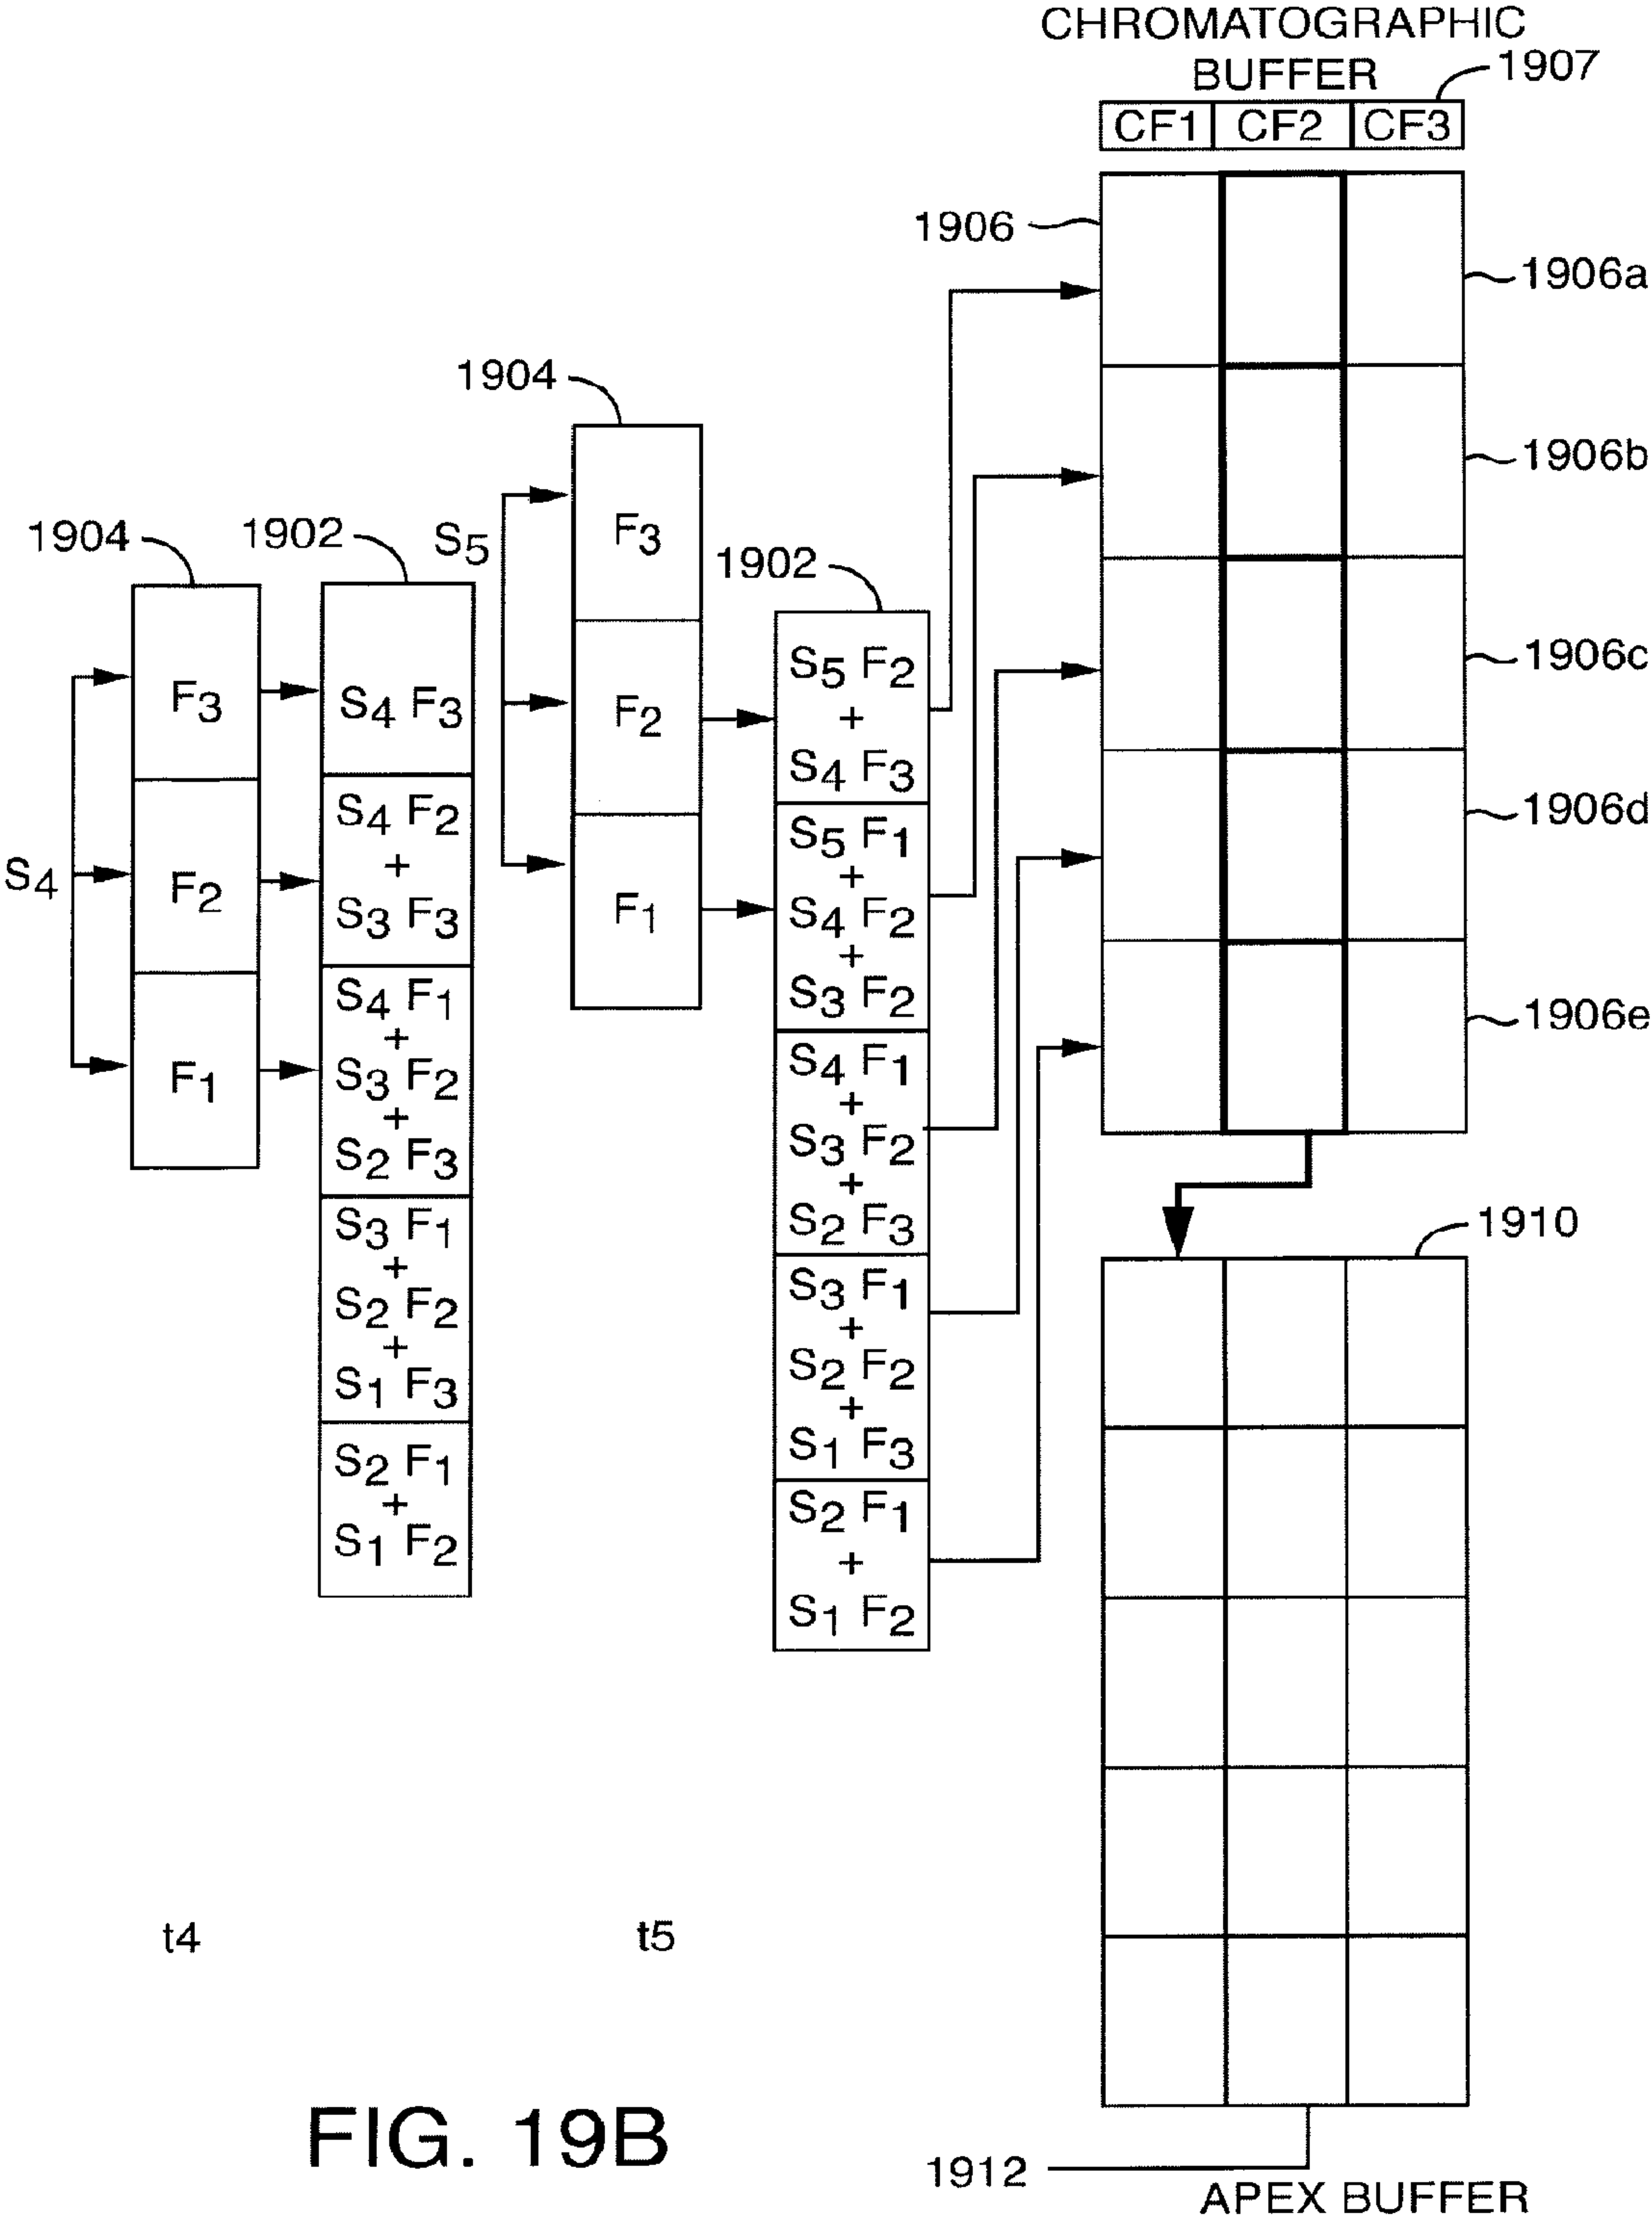 CHROMATOGRAPHIC
BUFFER
1907
CF1 CF2 CF3
1906
1906a
1906b
1906c
1906d
1906e
1904
1902
S4
F3
F2
F1
S4 F3
S4 F2
+
S3 F3
S4 F1
+
S3 F2
+
S2 F3
S3 F1
+
S2 F2
+
S1 F3
S2 F1
+
S1 F2
1904
S5
F3
F2
F1
1902
S5 F2
+
S4 F3
S5 F1
+
S4 F2
+
S3 F2
S4 F1
+
S3 F2
+
S2 F3
S3 F1
+
S2 F2
+
S1 F3
S2 F1
+
S1 F2
1910
t4
t5
FIG. 19B
1912
APEX BUFFER